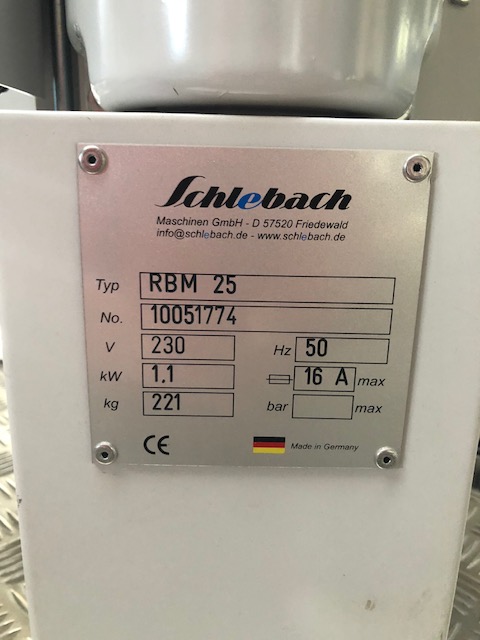 Schlebach
Maschinen GmbH - D 57520 Friedewald
info@schlebach.de - www.schlebach.de
Typ RBM 25
No. 10051774
V 230 Hz 50
kW 1,1 16 A max
kg 221 bar max
CE Made in Germany